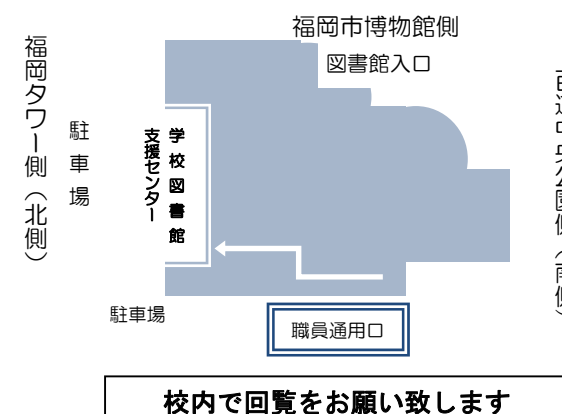 福岡市博物館側
図書館入口
福岡タワー側（北側）
駐車場
学校図書館
支援センター
駐車場
職員通用口
校内で回覧をお願い致します